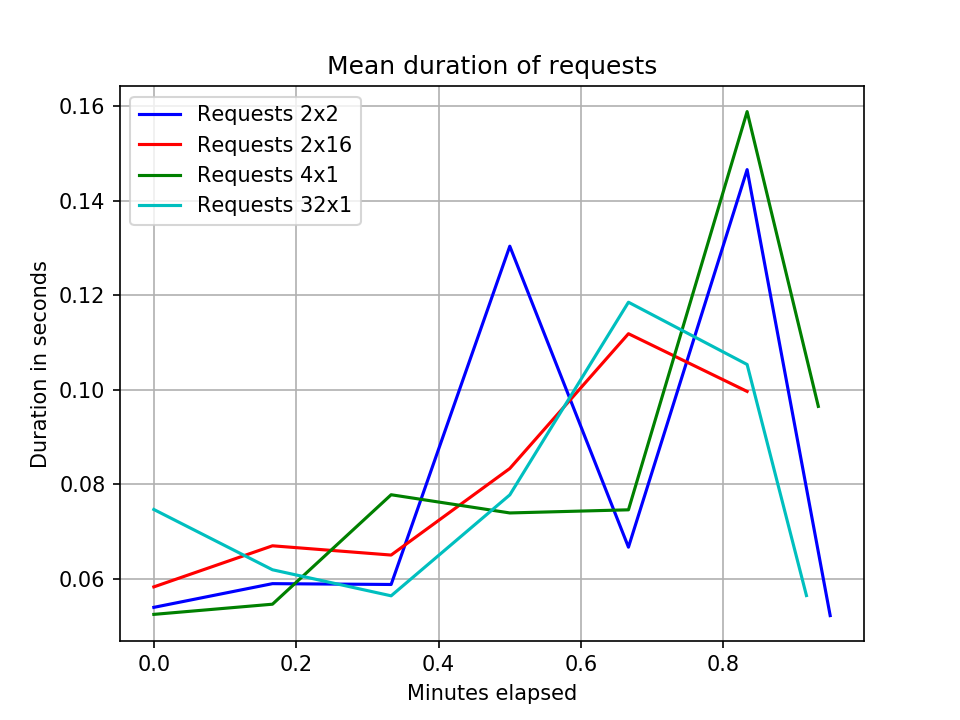 Mean duration of requests
0.16
0.14
0.12
0.10
0.08
0.06
Duration in seconds
Requests 2x2
Requests 2x16
Requests 4x1
Requests 32x1
0.0 0.2 0.4 0.6 0.8
Minutes elapsed